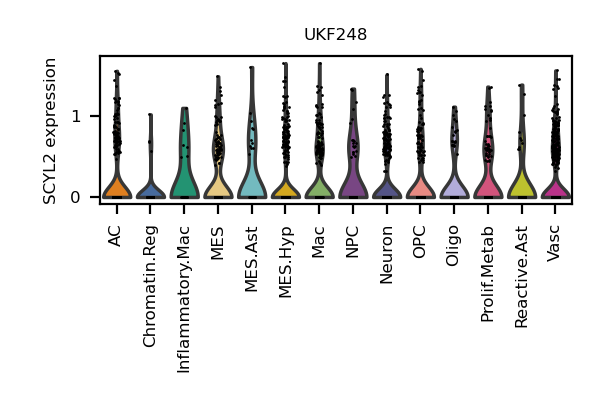 UKF248
SCYL2 expression
1
0
AC
Chromatin.Reg
Inflammatory.Mac
MES
MES.Ast
MES.Hyp
Mac
NPC
Neuron
OPC
Oligo
Prolif.Metab
Reactive.Ast
Vasc